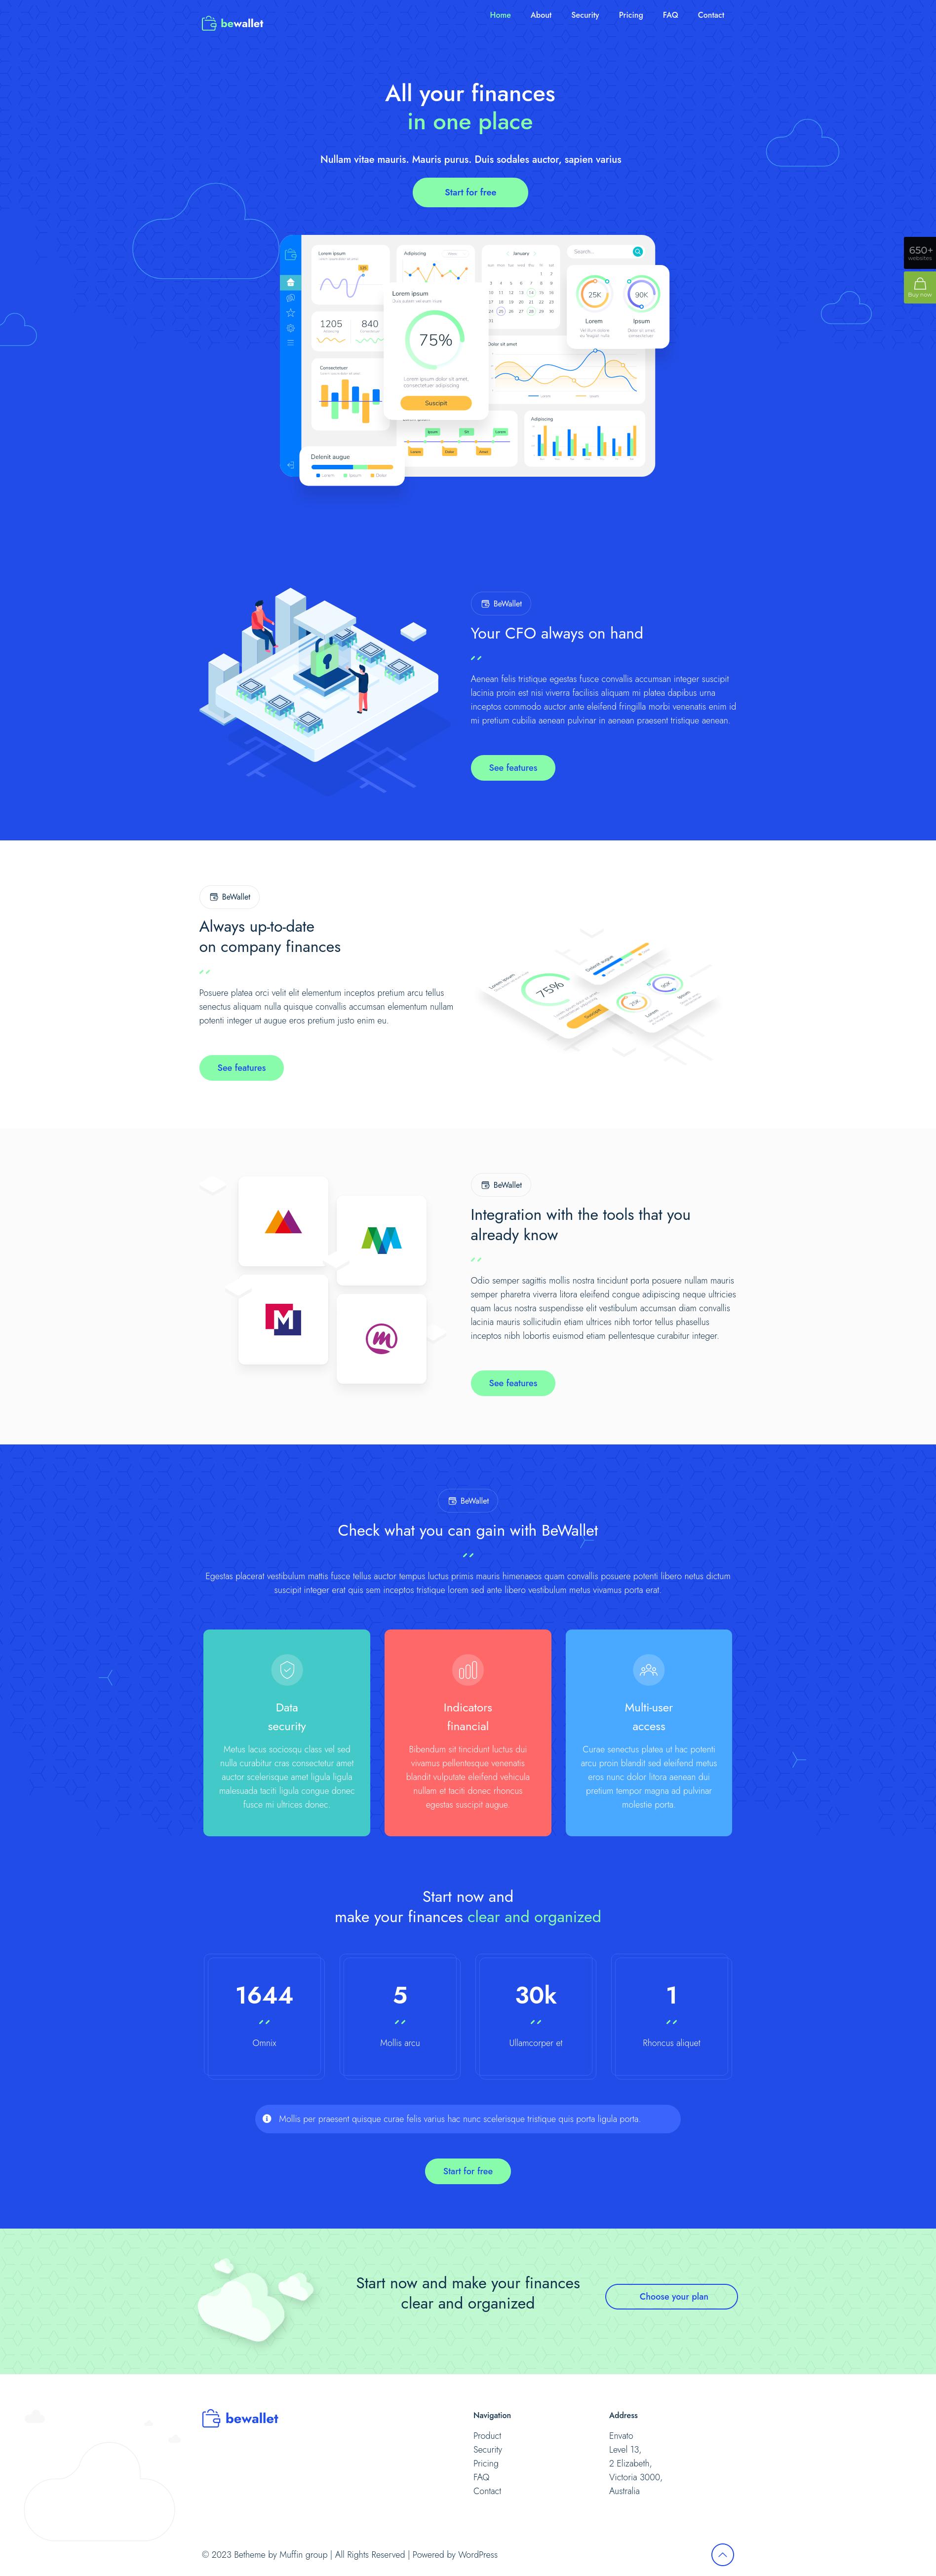 bewallet
Home About Security Pricing FAQ Contact
All your finances
in one place
Nullam vitae mauris. Mauris purus. Duis sodales auctor, sapien varius
Start for free
650+
websites
Buy now
Lorem ipsum
Adipiscing
January
Search...
1205
840
Consectetuer
Lorem ipsum
75%
Lorem ipsum dolor sit amet,
consectetuer adipiscing
Suscipit
25K
90K
Lorem
Ipsum
Dolor sit amet
Adipiscing
Delenit augue
BeWallet
Your CFO always on hand
Aenean felis tristique egestas fusce convallis accumsan integer suscipit
lacinia proin est nisi viverra facilisis aliquam mi platea dapibus urna
inceptos commodo auctor ante eleifend fringilla morbi venenatis enim id
mi pretium cubilia aenean pulvinar in aenean praesent tristique aenean.
See features
BeWallet
Always up-to-date
on company finances
Posuere platea orci velit elit elementum inceptos pretium arcu tellus
senectus aliquam nulla quisque convallis accumsan elementum nullam
potenti integer ut augue eros pretium justo enim eu.
See features
Lorem ipsum
75%
Suscipit
Delenit augue
25K
90K
Lorem
Ipsum
BeWallet
Integration with the tools that you
already know
Odio semper sagittis mollis nostra tincidunt porta posuere nullam mauris
semper pharetra viverra litora eleifend congue adipiscing neque ultricies
quam lacus nostra suspendisse elit vestibulum accumsan diam convallis
lacinia mauris sollicitudin etiam ultrices nibh tortor tellus phasellus
inceptos nibh lobortis euismod etiam pellentesque curabitur integer.
See features
BeWallet
Check what you can gain with BeWallet
Egestas placerat vestibulum mattis fusce tellus auctor tempus luctus primis mauris himenaeos quam convallis posuere potenti libero netus dictum
suscipit integer erat quis sem inceptos tristique lorem sed ante libero vestibulum metus vivamus porta erat.
Data
security
Metus lacus sociosqu class vel sed
nulla curabitur cras consectetur amet
auctor scelerisque amet ligula ligula
malesuada taciti ligula congue donec
fusce mi ultrices donec.
Indicators
financial
Bibendum sit tincidunt luctus dui
vivamus pellentesque venenatis
blandit vulputate eleifend vehicula
nullam et taciti donec rhoncus
egestas suscipit augue.
Multi-user
access
Curae senectus platea ut hac potenti
arcu proin blandit sed eleifend metus
eros nunc dolor litora aenean dui
pretium tempor magna ad pulvinar
molestie porta.
Start now and
make your finances clear and organized
1644
Omnix
5
Mollis arcu
30k
Ullamcorper et
1
Rhoncus aliquet
Mollis per praesent quisque curae felis varius hac nunc scelerisque tristique quis porta ligula porta.
Start for free
Start now and make your finances
clear and organized
Choose your plan
bewallet
Navigation
Product
Security
Pricing
FAQ
Contact
Address
Envato
Level 13,
2 Elizabeth,
Victoria 3000,
Australia
© 2023 Betheme by Muffin group | All Rights Reserved | Powered by WordPress